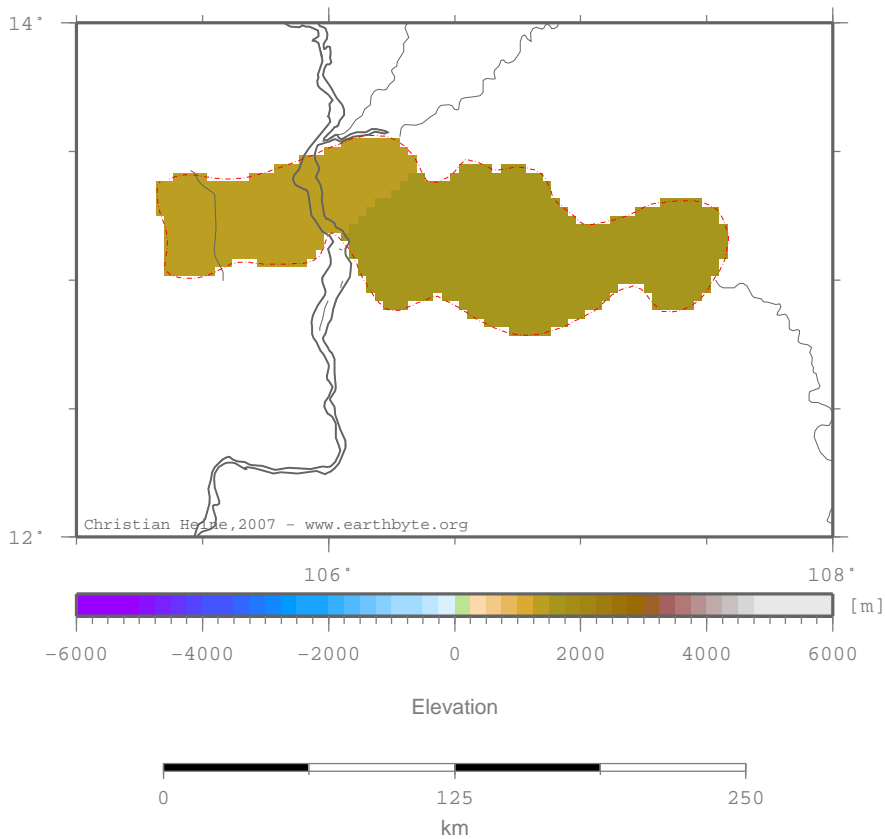 14°
12°
Christian Heine,2007 - www.earthbyte.org
106° 108°
[m]
-6000 -4000 -2000 0 2000 4000 6000
Elevation
0 125 250
km